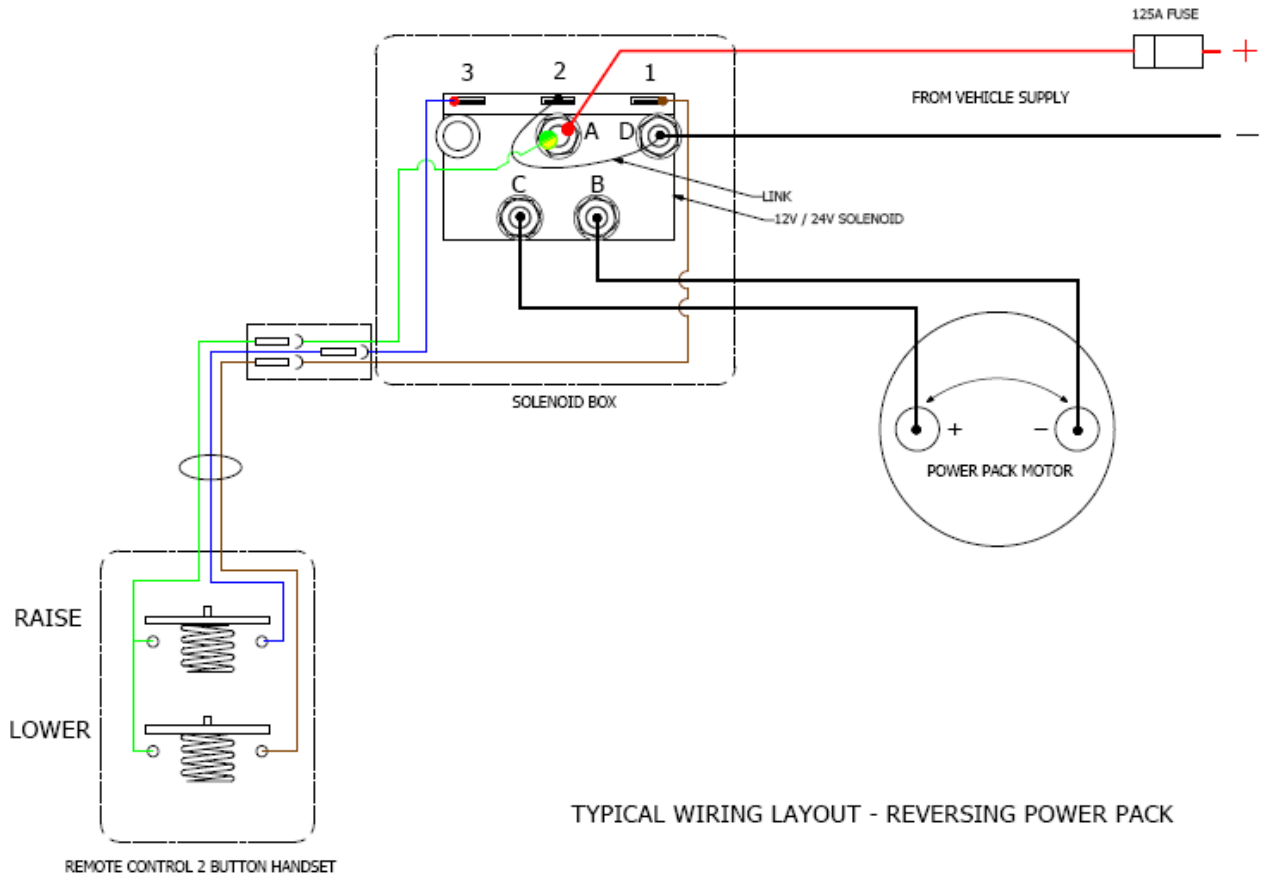 125A FUSE
+
3 2 1
FROM VEHICLE SUPPLY
A D
−
C B
LINK
12V / 24V SOLENOID
SOLENOID BOX
+ −
POWER PACK MOTOR
RAISE
LOWER
TYPICAL WIRING LAYOUT - REVERSING POWER PACK
REMOTE CONTROL 2 BUTTON HANDSET